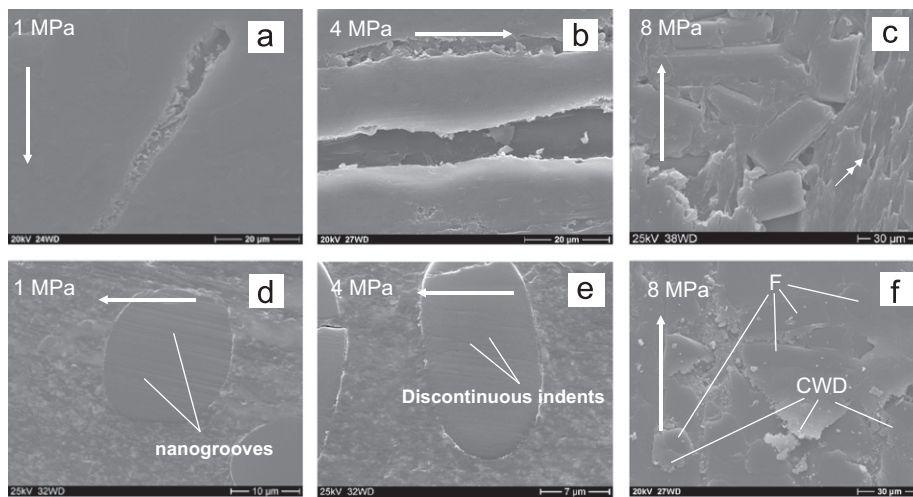 1 MPa
a
20kV 24WD
20 µm
4 MPa
b
20kV 27WD
20 µm
8 MPa
c
25kV 38WD
30 µm
1 MPa
d
nanogrooves
25kV 32WD
10 µm
4 MPa
e
Discontinuous indents
25kV 32WD
7 µm
8 MPa
F
f
CWD
20kV 27WD
30 µm